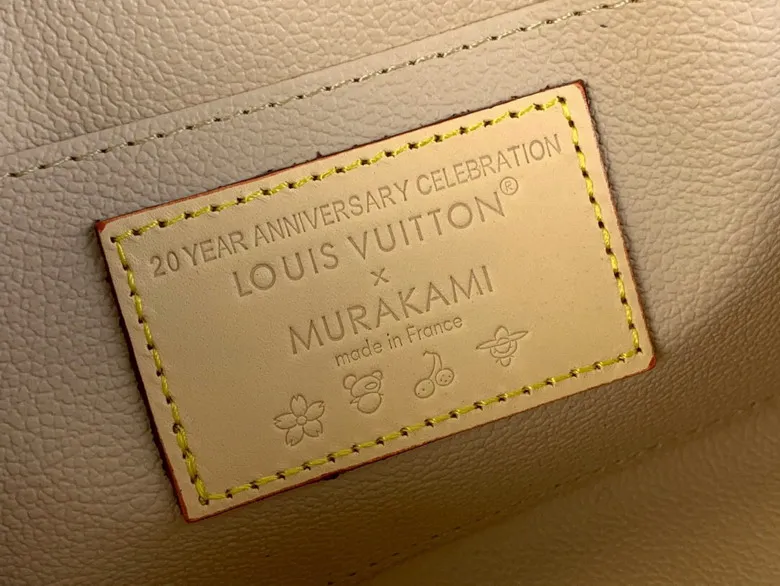 20 YEAR ANNIVERSARY CELEBRATION
LOUIS VUITTON®
×
MURAKAMI
made in France